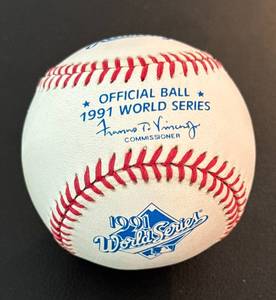 ★ OFFICIAL BALL ★
1991 WORLD SERIES
COMMISSIONER
1991
World Series